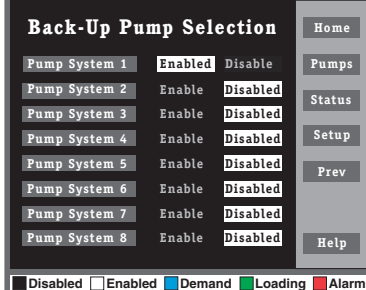 Back-Up Pump Selection
Pump System 1 Enabled Disable
Pump System 2 Enable Disabled
Pump System 3 Enable Disabled
Pump System 4 Enable Disabled
Pump System 5 Enable Disabled
Pump System 6 Enable Disabled
Pump System 7 Enable Disabled
Pump System 8 Enable Disabled
Home
Pumps
Status
Setup
Prev
Help
Disabled Enabled Demand Loading Alarm